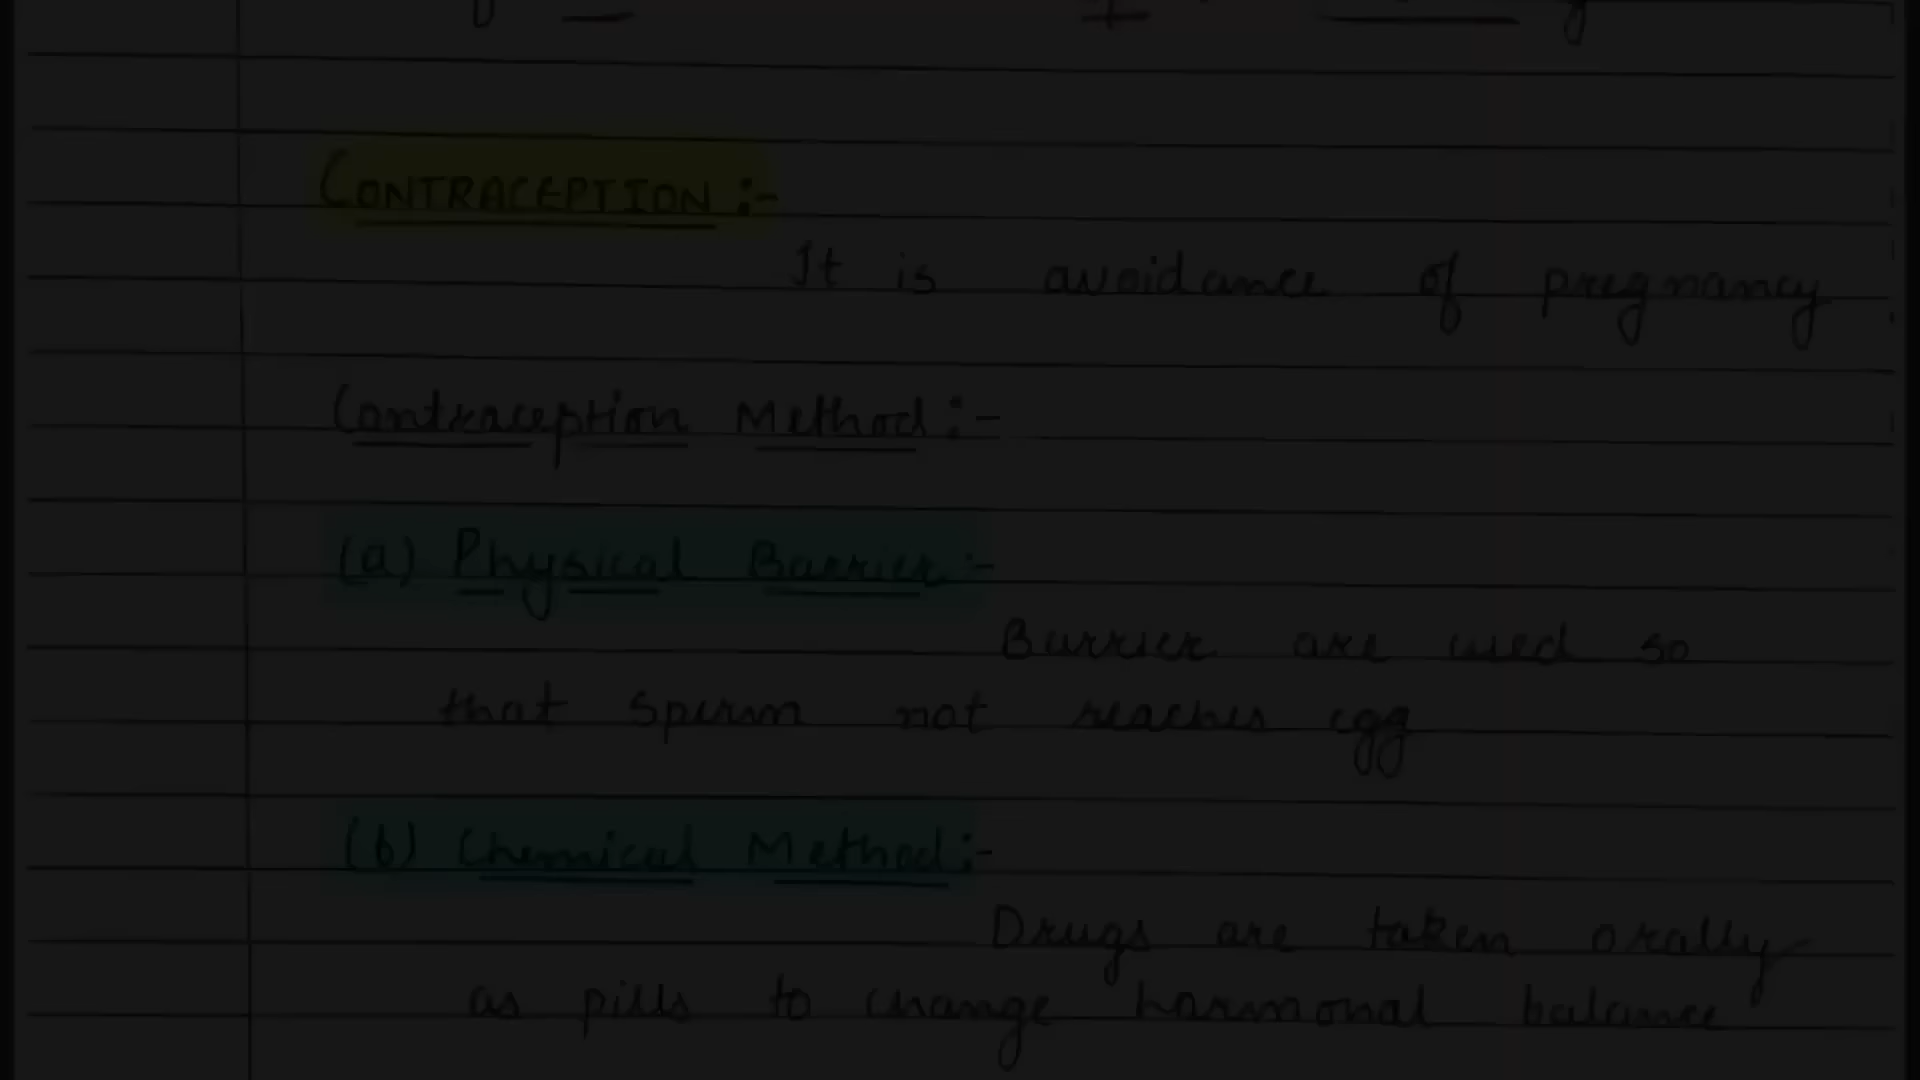 CONTRACEPTION :-
It is avoidance of pregnancy
Contraception Method :-
(a) Physical Barrier :-
Barrier are used so
that sperm not reaches egg
(b) Chemical Method :-
Drugs are taken orally
as pills to change harmonal balance